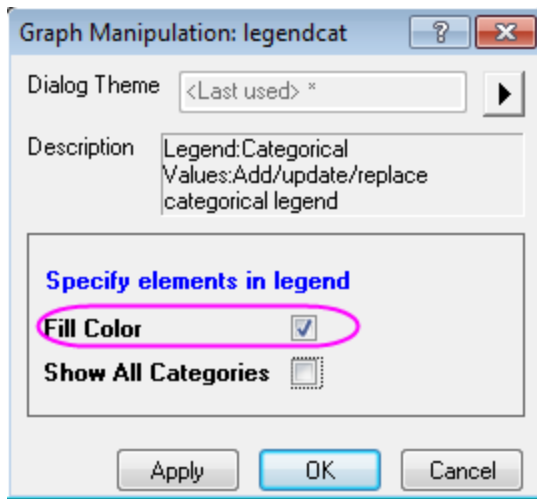 Graph Manipulation: legendcat
?
Dialog Theme <Last used> *
Description Legend:Categorical
Values:Add/update/replace
categorical legend
Specify elements in legend
Fill Color
Show All Categories
Apply OK Cancel